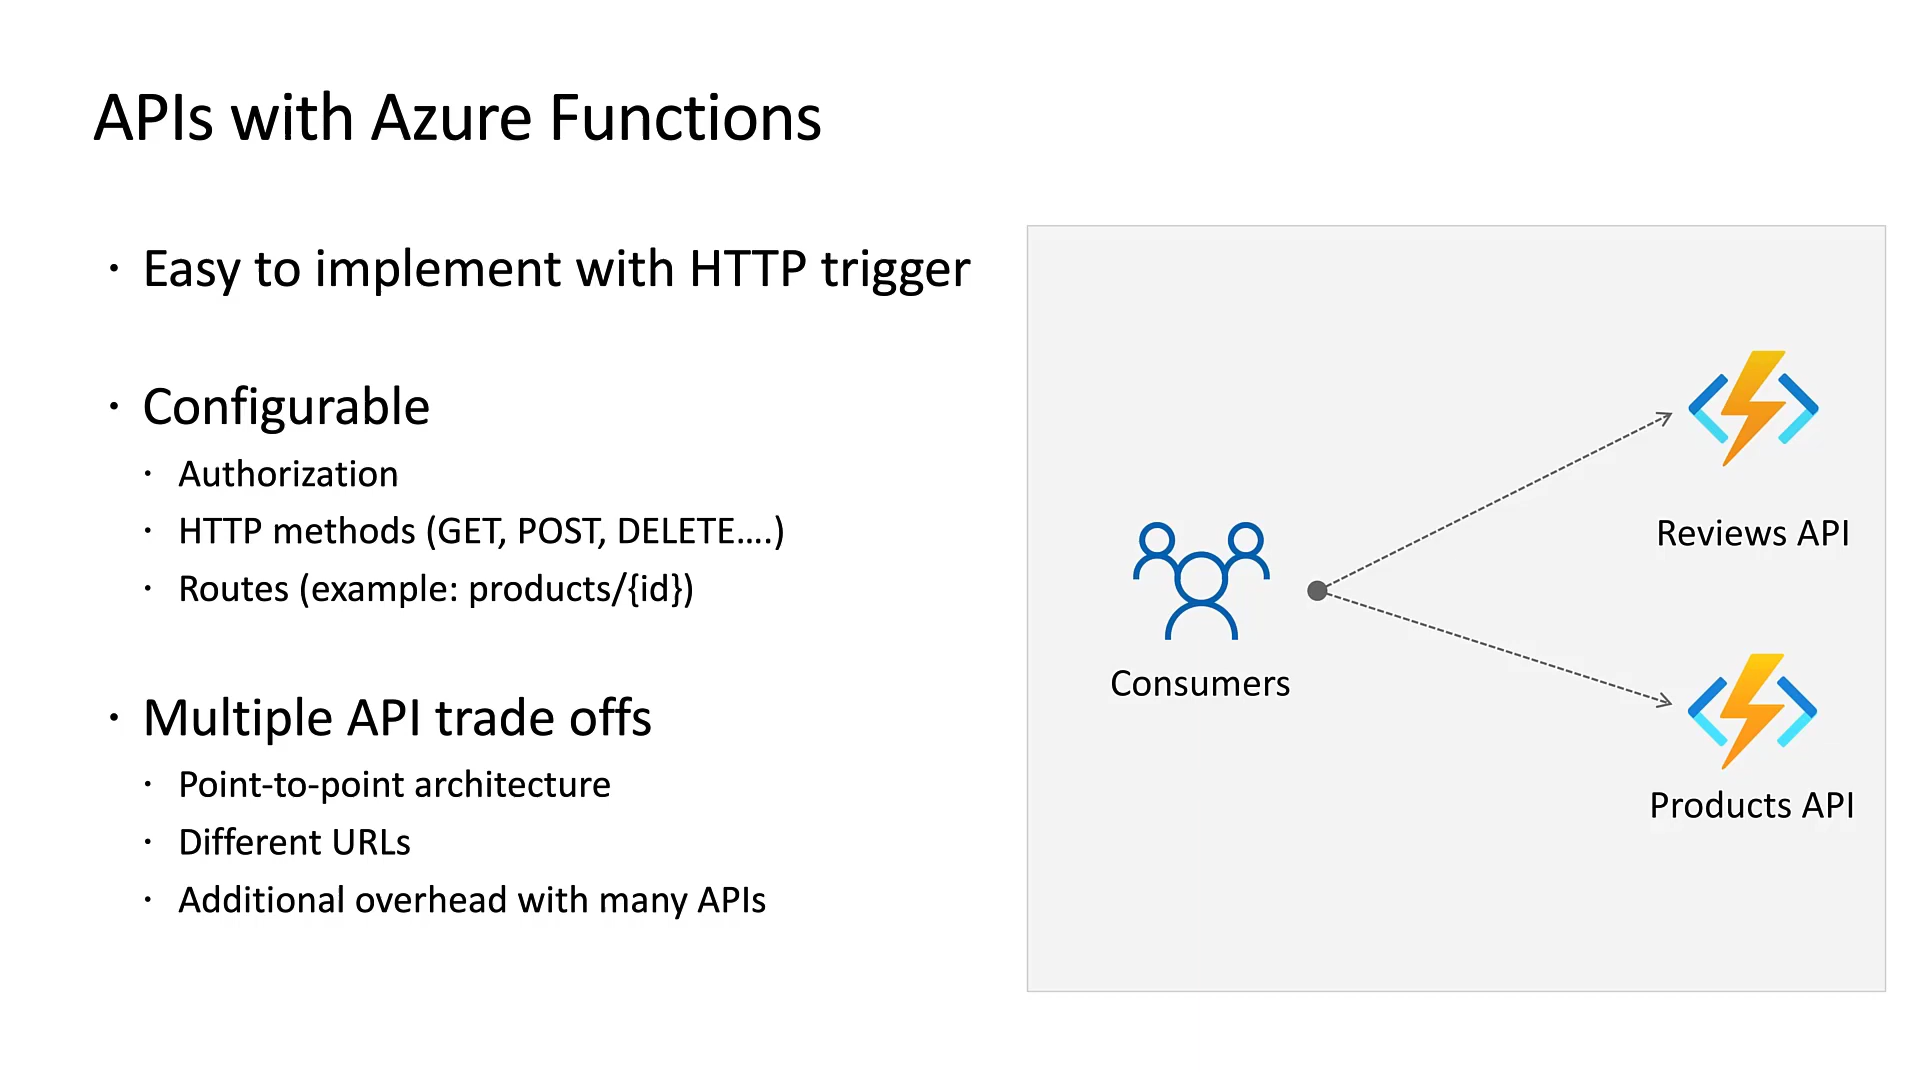 APIs with Azure Functions
· Easy to implement with HTTP trigger
· Configurable
· Authorization
· HTTP methods (GET, POST, DELETE....)
· Routes (example: products/{id})
· Multiple API trade offs
· Point-to-point architecture
· Different URLs
· Additional overhead with many APIs
Reviews API
Consumers
Products API